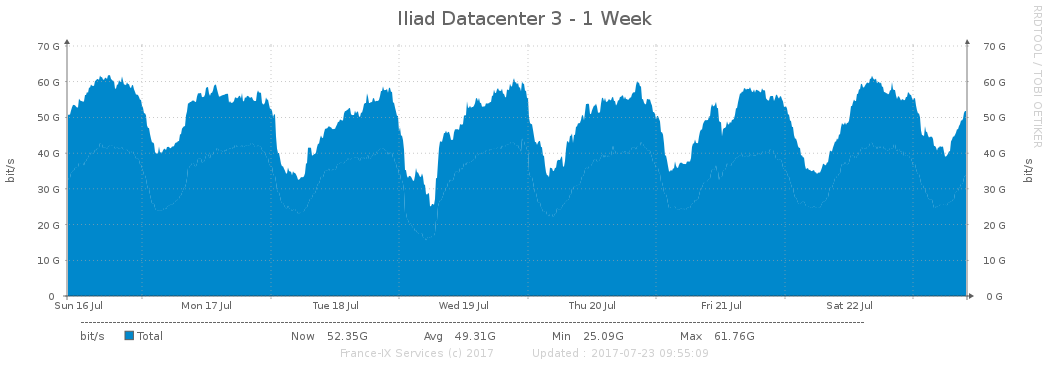 Iliad Datacenter 3 - 1 Week
RRDTOOL / TOBI OETIKER
bit/s
70 G 70 G
60 G 60 G
50 G 50 G
40 G 40 G
30 G 30 G
20 G 20 G
10 G 10 G
0 0 G
bit/s
Sun 16 Jul Mon 17 Jul Tue 18 Jul Wed 19 Jul Thu 20 Jul Fri 21 Jul Sat 22 Jul
bit/s Total Now 52.35G Avg 49.31G Min 25.09G Max 61.76G
France-IX Services (c) 2017 Updated : 2017-07-23 09:55:09